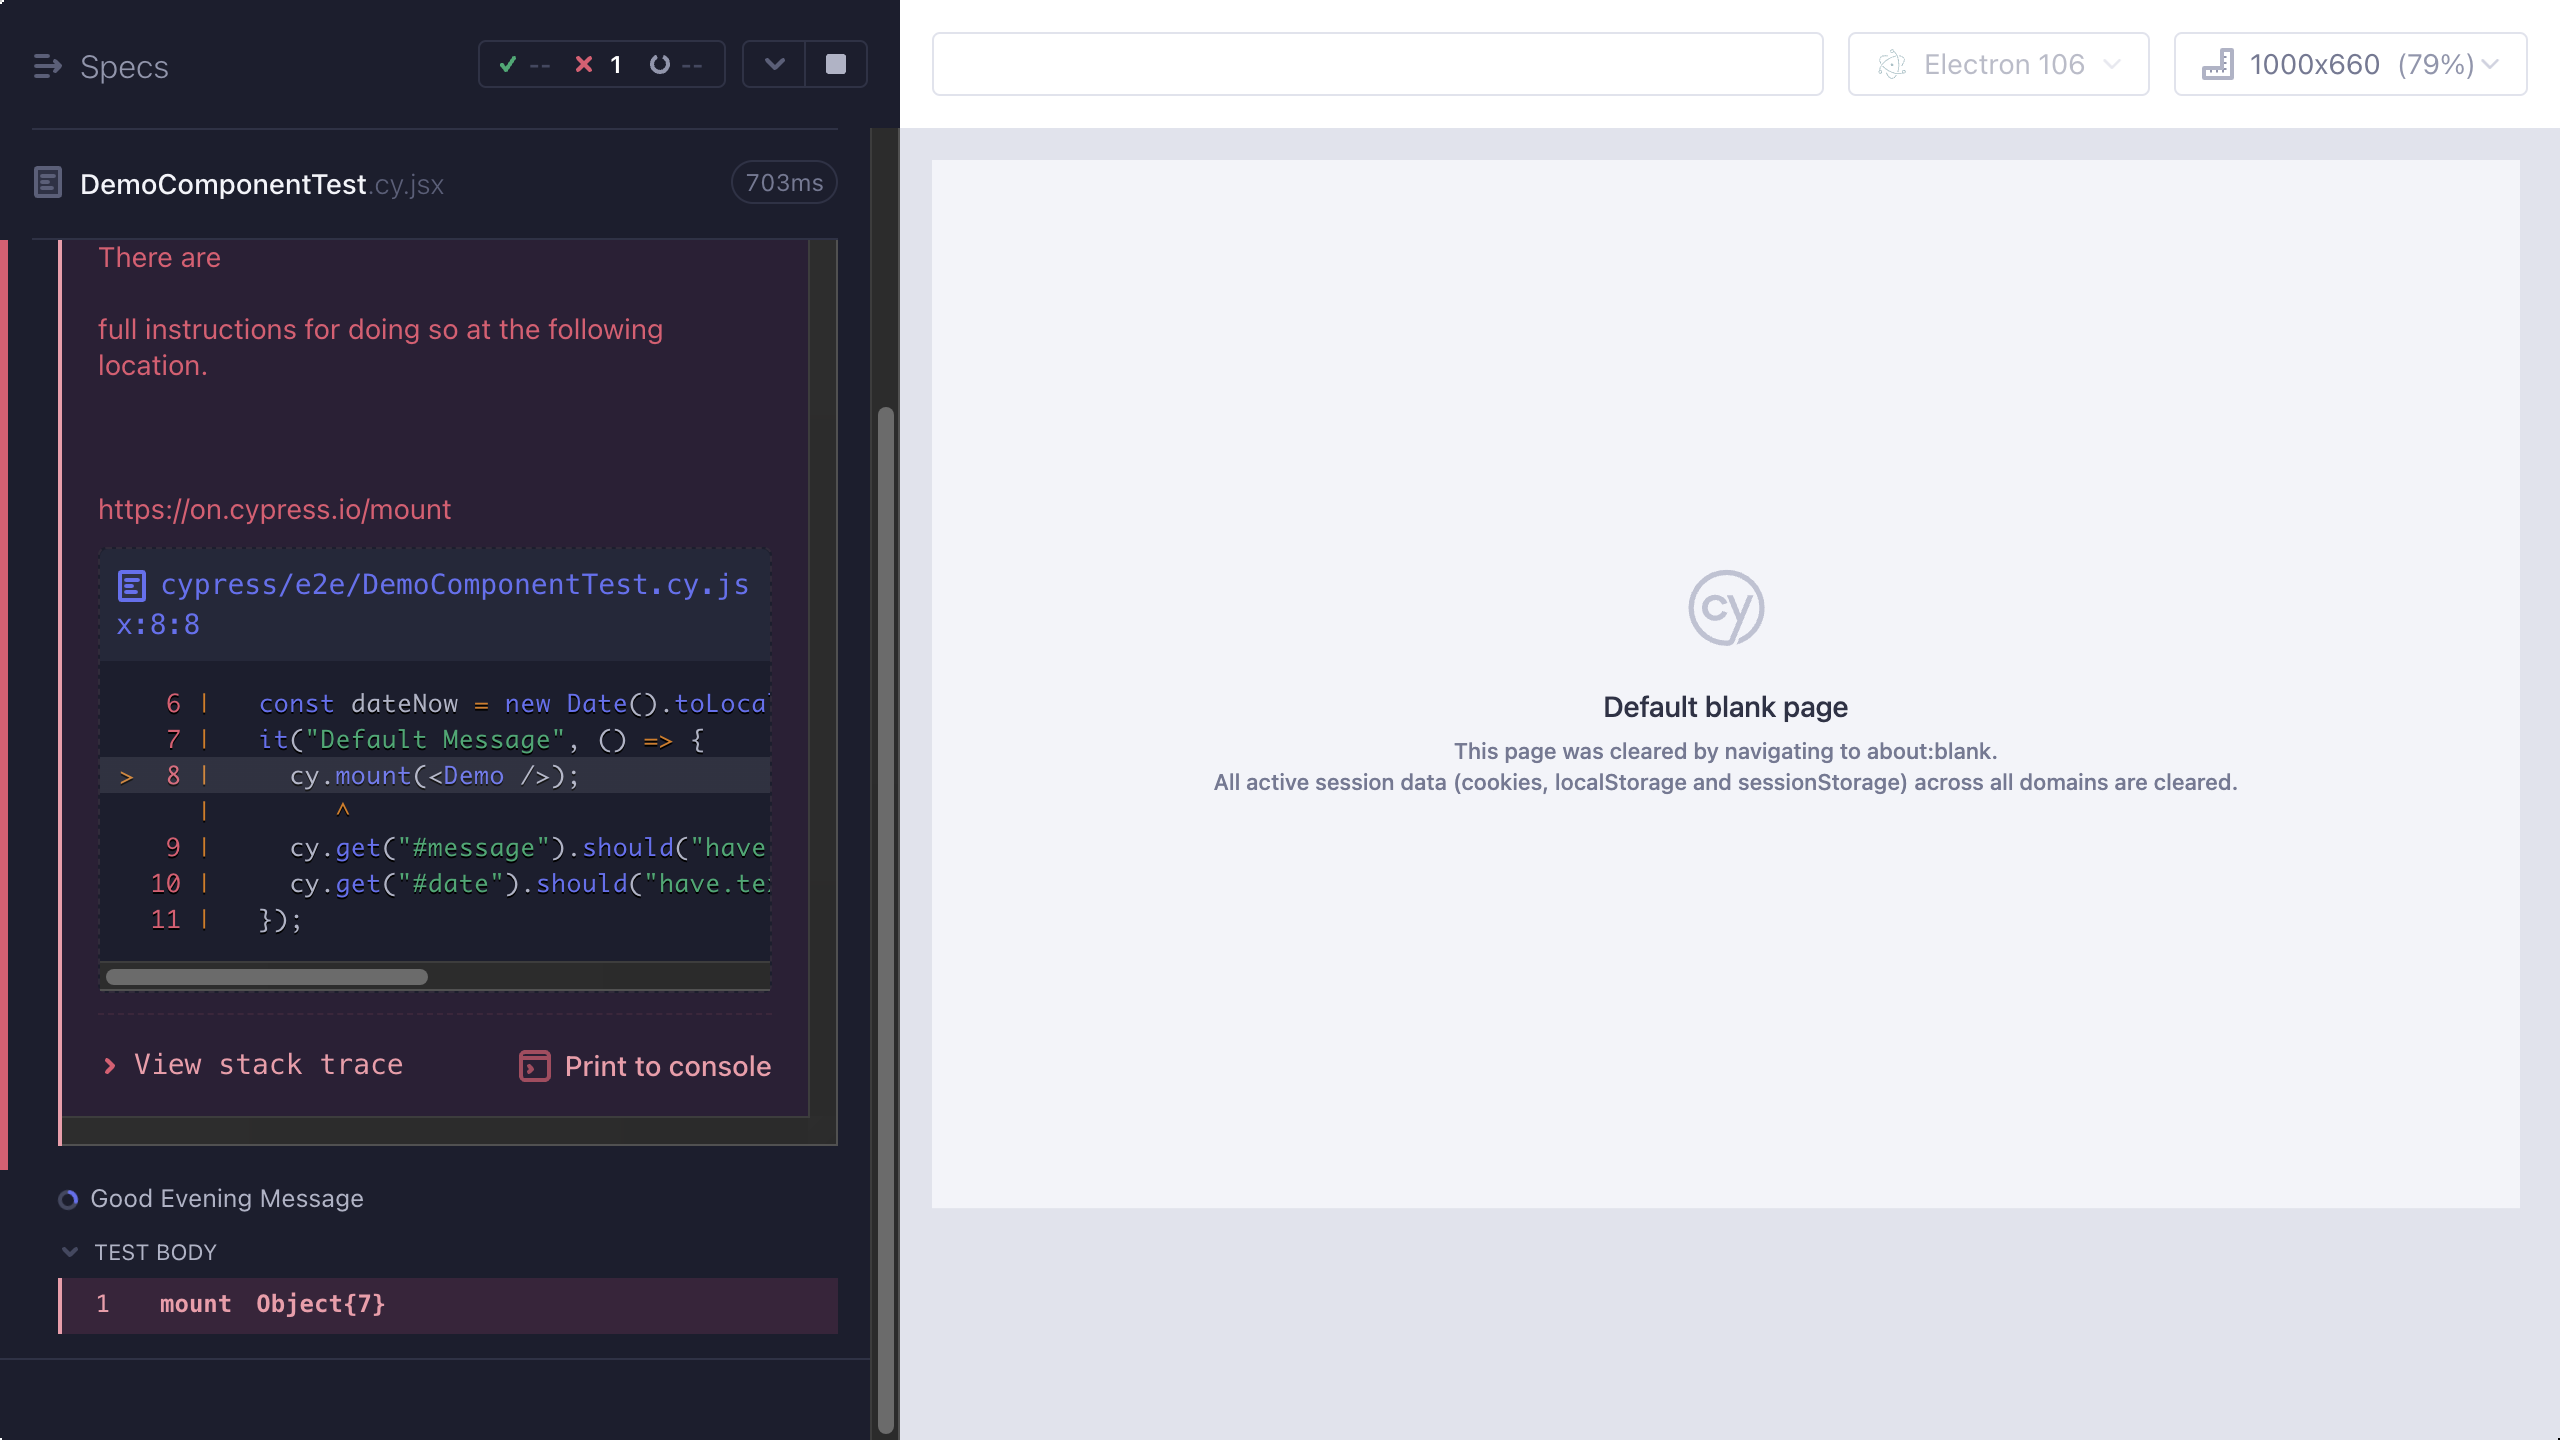 Specs
-- 1 --
DemoComponentTest.cy.jsx
703ms
There are
full instructions for doing so at the following
location.
https://on.cypress.io/mount
cypress/e2e/DemoComponentTest.cy.js
x:8:8
6 | const dateNow = new Date().toLoca
7 | it("Default Message", () => {
> 8 | cy.mount(<Demo />);
| ^
9 | cy.get("#message").should("have
10 | cy.get("#date").should("have.te
11 | });
View stack trace
Print to console
Good Evening Message
TEST BODY
1 mount Object{7}
Electron 106
1000x660 (79%)
cy
Default blank page
This page was cleared by navigating to about:blank.
All active session data (cookies, localStorage and sessionStorage) across all domains are cleared.